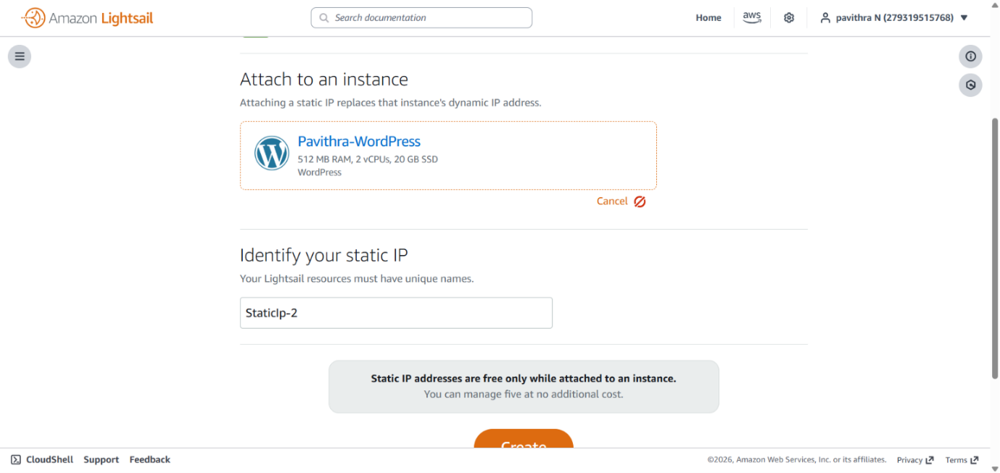 Amazon Lightsail
Search documentation
Home
aws
pavithra N (279319515768)
Attach to an instance
Attaching a static IP replaces that instance's dynamic IP address.
Pavithra-WordPress
512 MB RAM, 2 vCPUs, 20 GB SSD
WordPress
Cancel
Identify your static IP
Your Lightsail resources must have unique names.
StaticIp-2
Static IP addresses are free only while attached to an instance.
You can manage five at no additional cost.
Create
CloudShell Support Feedback
©2026, Amazon Web Services, Inc. or its affiliates. Privacy Terms